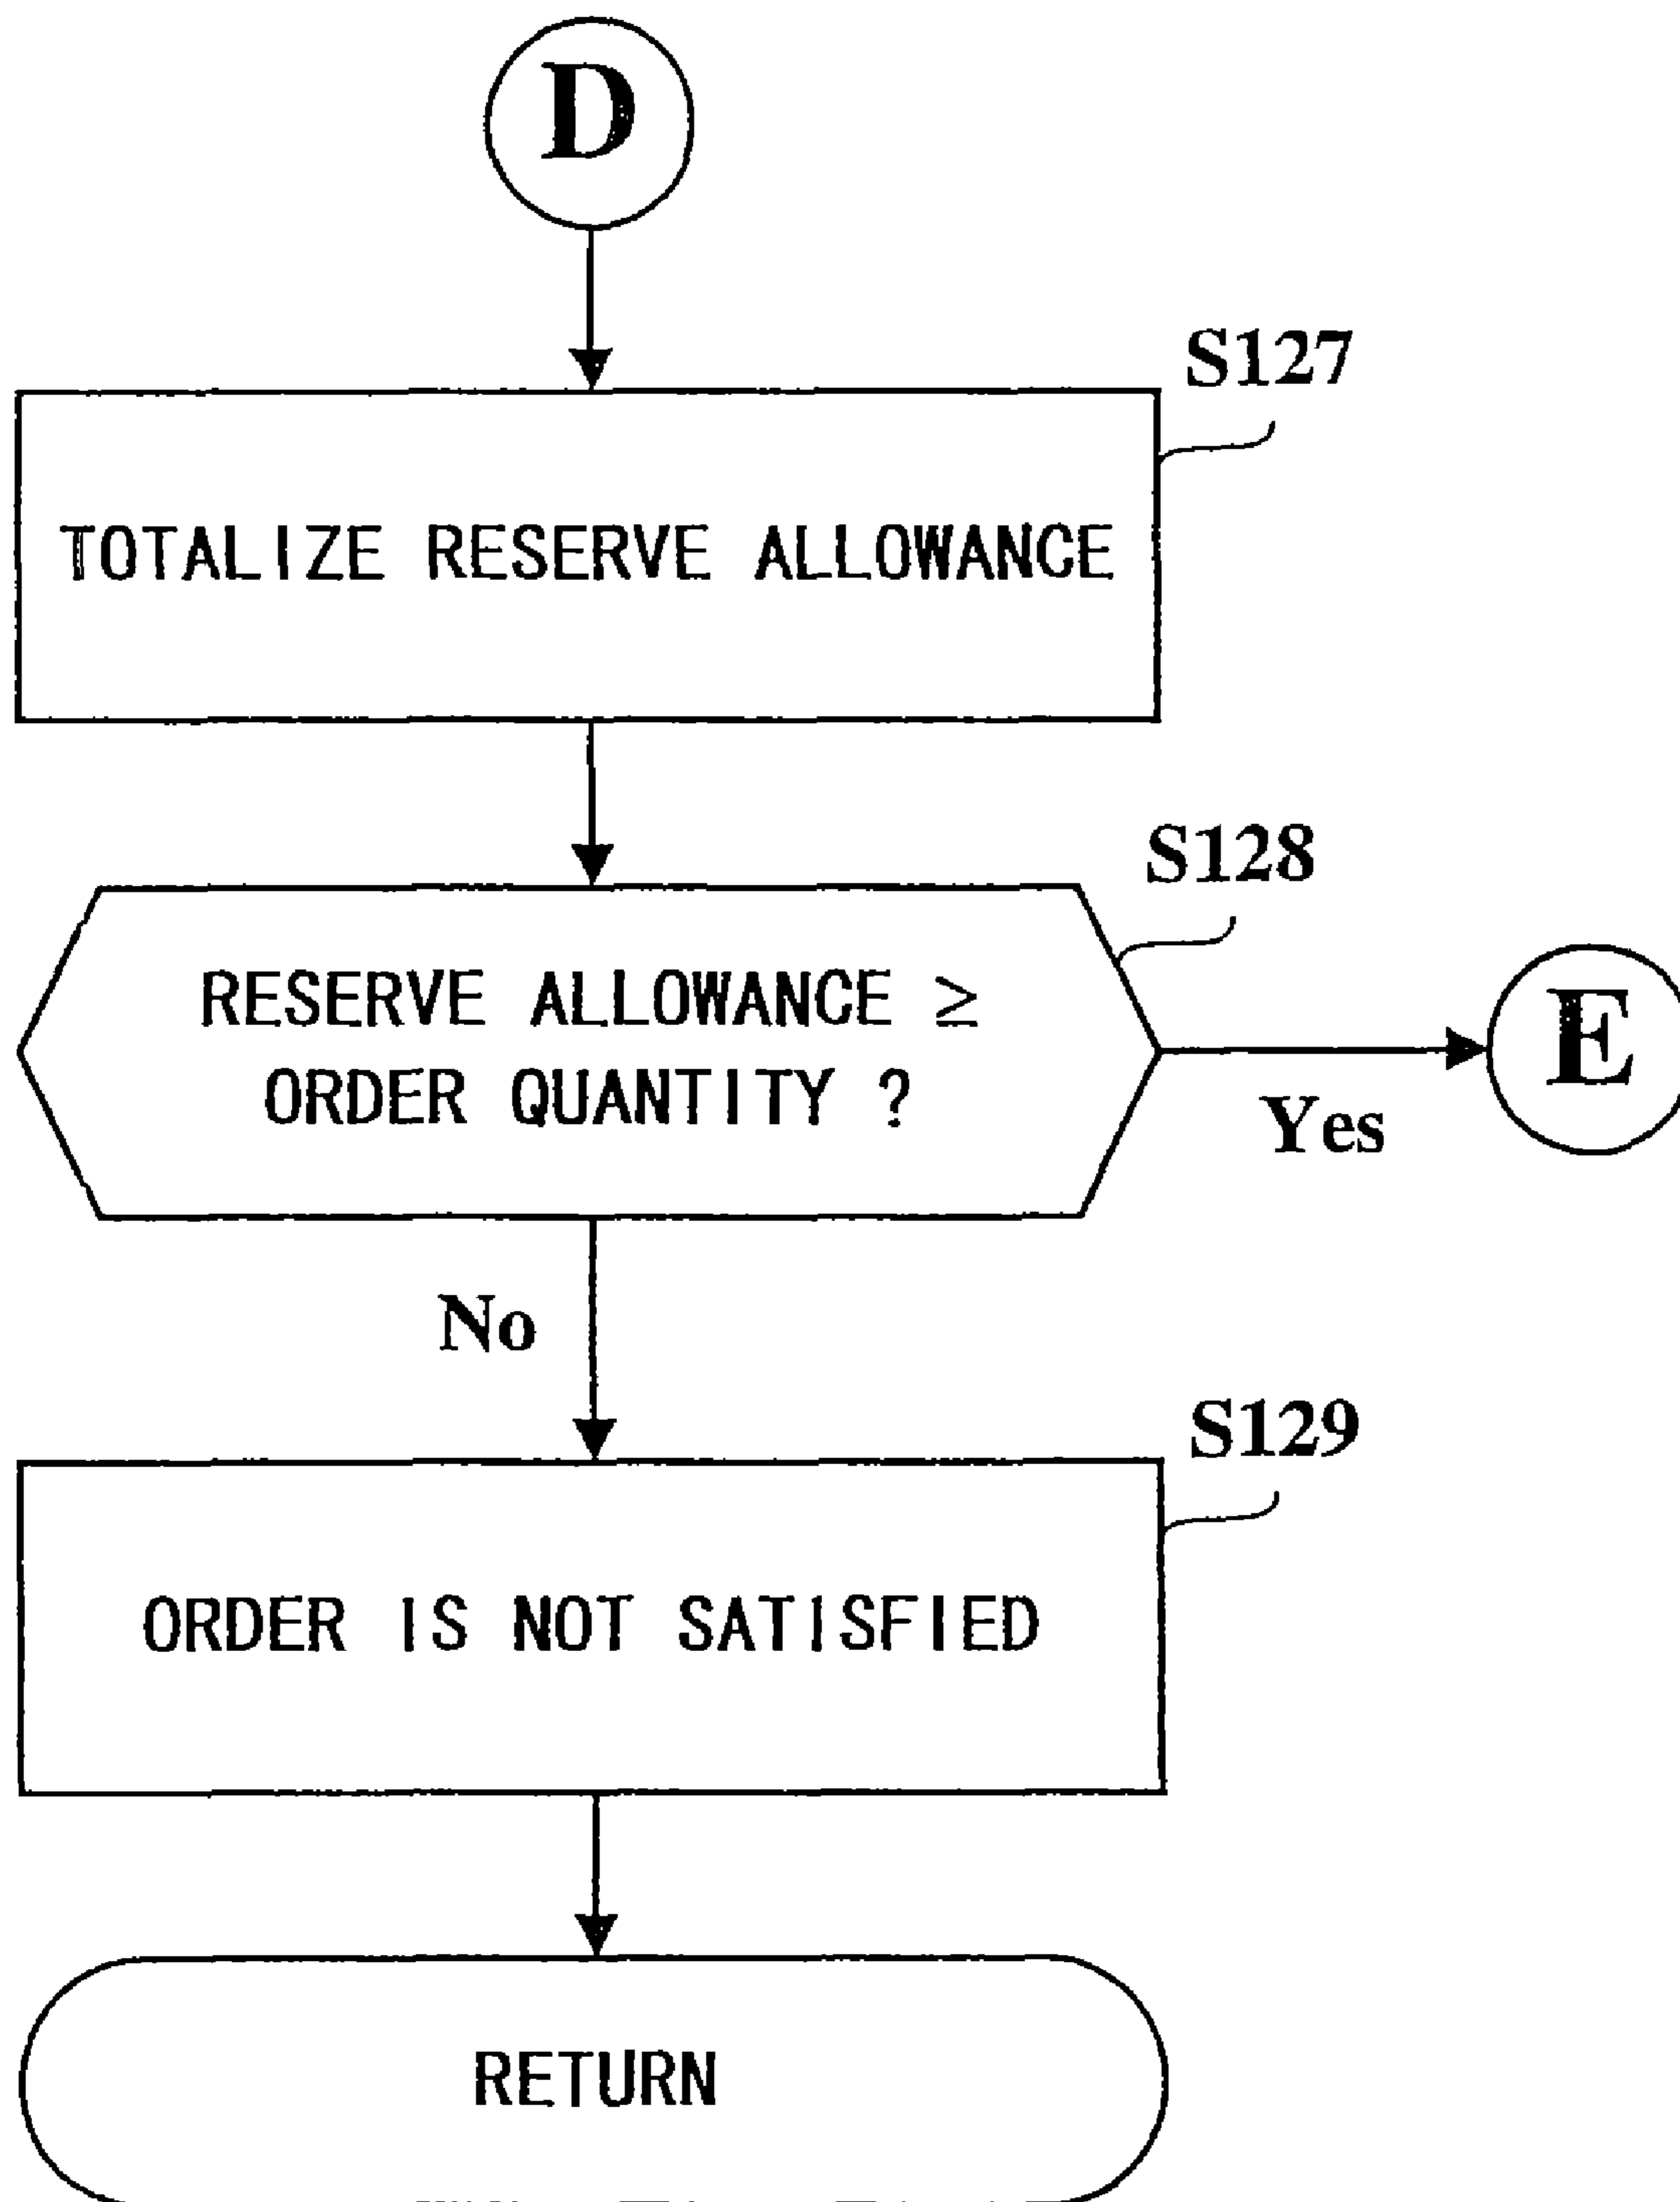 D
S127
TOTALIZE RESERVE ALLOWANCE
S128
RESERVE ALLOWANCE ≥
ORDER QUANTITY ?
E
Yes
No
S129
ORDER IS NOT SATISFIED
RETURN